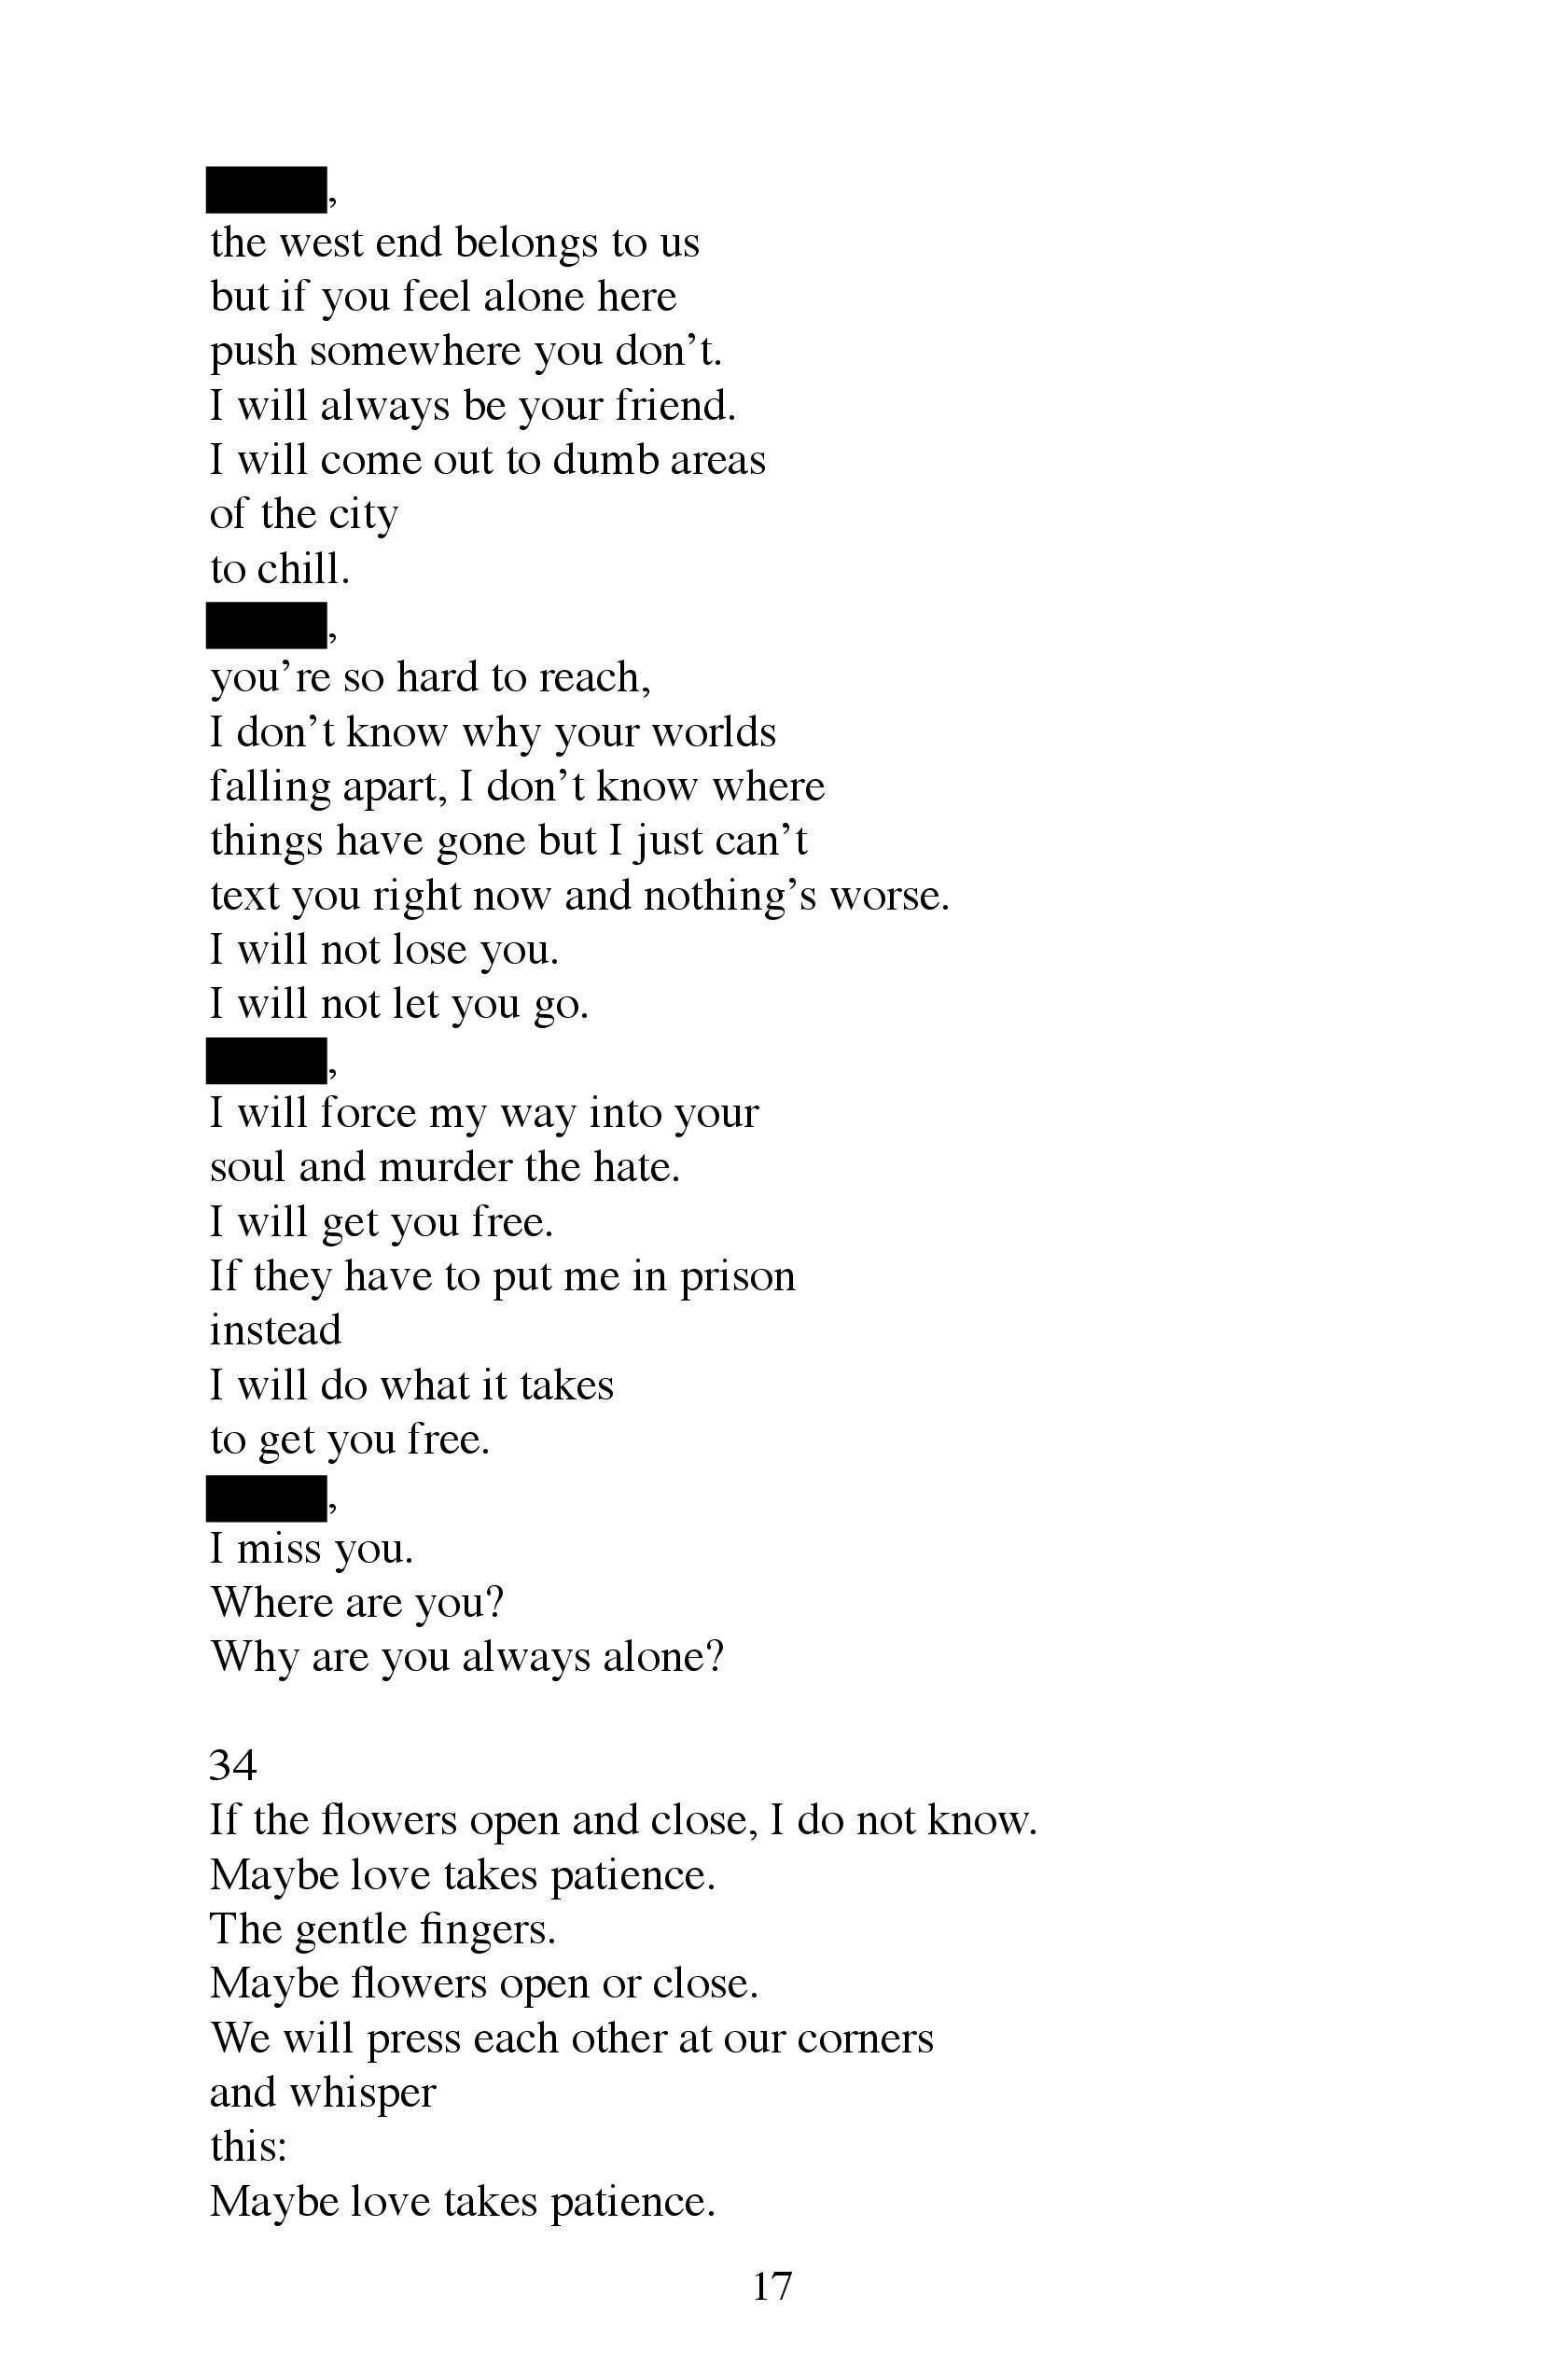 ,
the west end belongs to us
but if you feel alone here
push somewhere you don’t.
I will always be your friend.
I will come out to dumb areas
of the city
to chill.
,
you’re so hard to reach,
I don’t know why your worlds
falling apart, I don’t know where
things have gone but I just can’t
text you right now and nothing’s worse.
I will not lose you.
I will not let you go.
,
I will force my way into your
soul and murder the hate.
I will get you free.
If they have to put me in prison
instead
I will do what it takes
to get you free.
,
I miss you.
Where are you?
Why are you always alone?
34
If the flowers open and close, I do not know.
Maybe love takes patience.
The gentle fingers.
Maybe flowers open or close.
We will press each other at our corners
and whisper
this:
Maybe love takes patience.
17